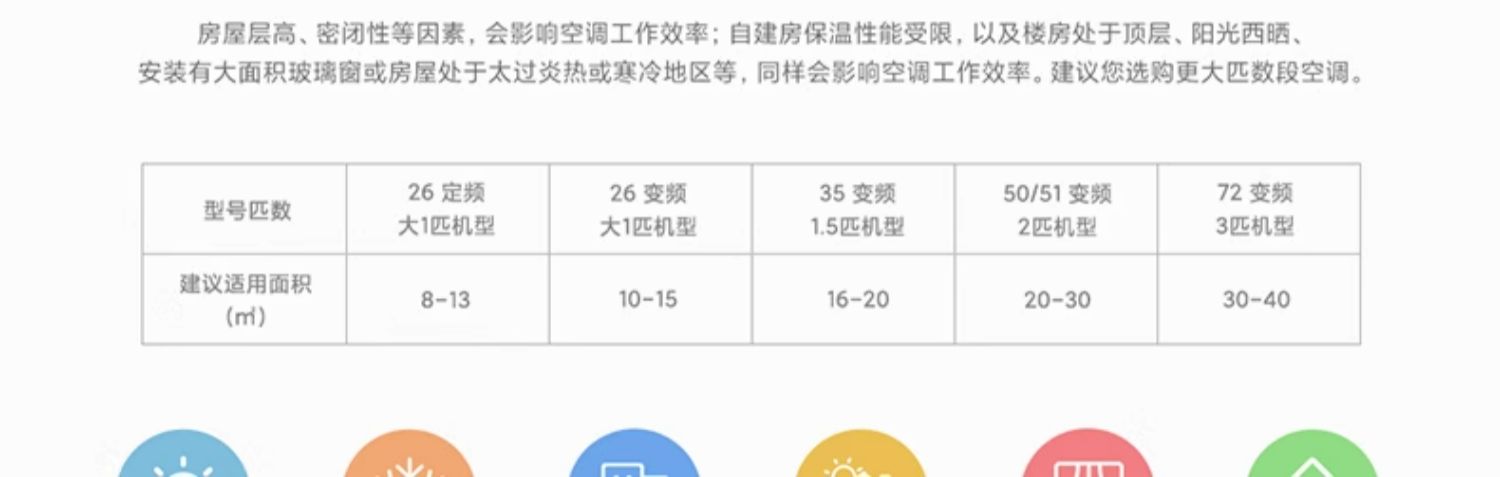 房屋层高、密闭性等因素，会影响空调工作效率；自建房保温性能受限，以及楼房处于顶层、阳光西晒、
安装有大面积玻璃窗或房屋处于太过炎热或寒冷地区等，同样会影响空调工作效率。建议您选购更大匹数段空调。
型号匹数
26 定频
大1匹机型
26 变频
大1匹机型
35 变频
1.5匹机型
50/51 变频
2匹机型
72 变频
3匹机型
建议适用面积
(㎡)
8-13
10-15
16-20
20-30
30-40